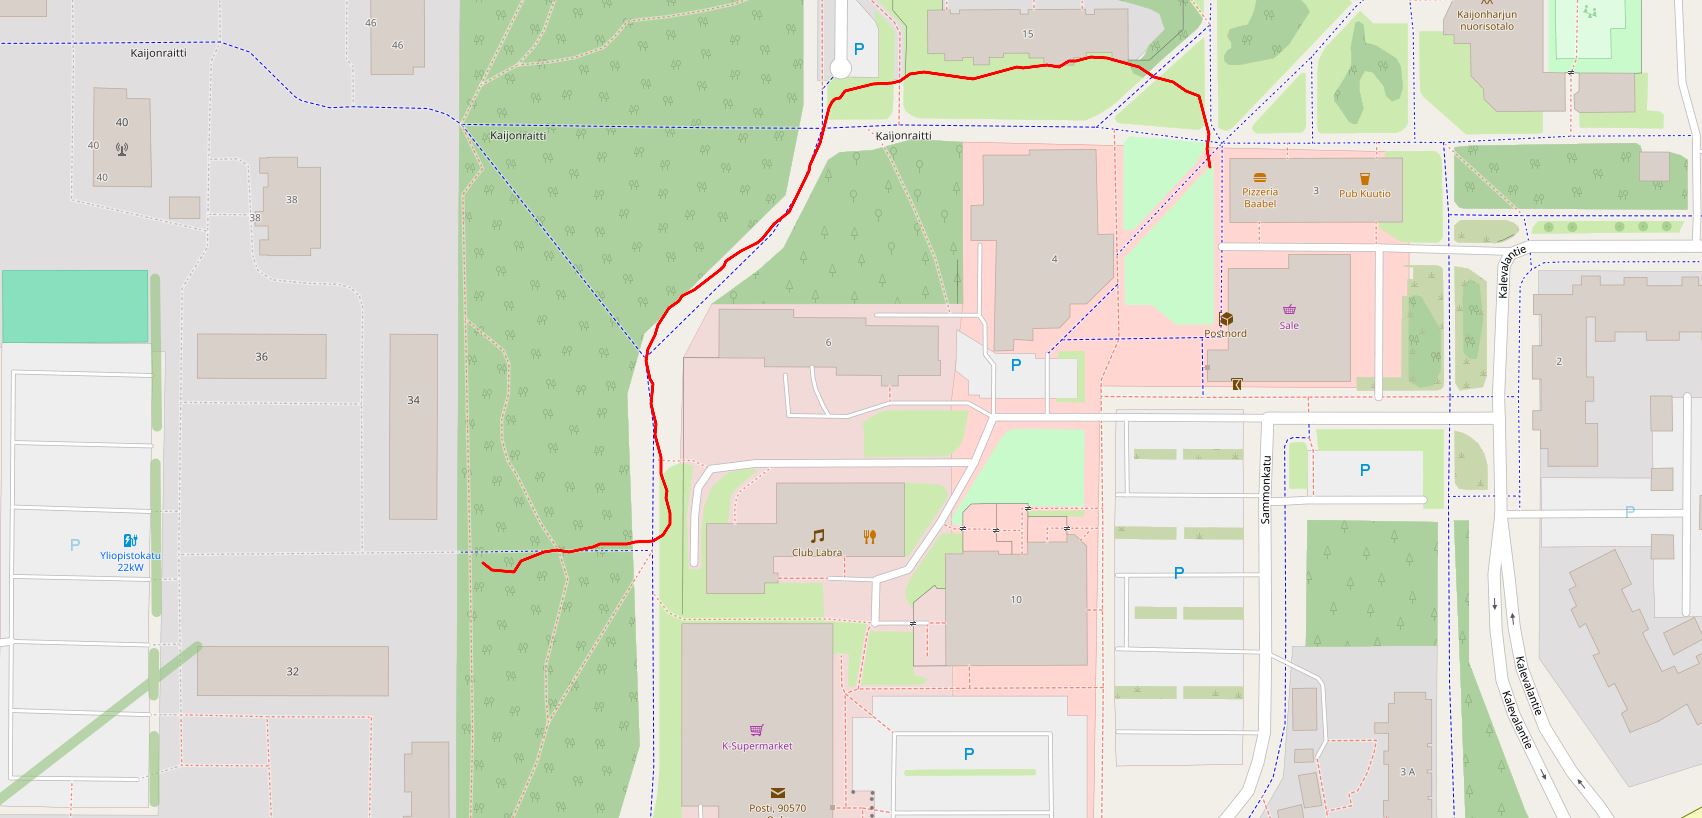 46
46
Kaijonraitti
15
P
Kaijonharjun
nuorisotalo
40
40
40
Kaijonraitti
Kaijonraitti
38
38
Pizzeria
Baabel
3
Pub Kuutio
4
Kalevalantie
Sale
Postnord
6
36
34
P
2
P
Sammonkatu
P
P
Yliopistokatu
22kW
Club Labra
P
10
32
Kalevalantie
Kalevalantie
K-Supermarket
P
3 A
Posti, 90570